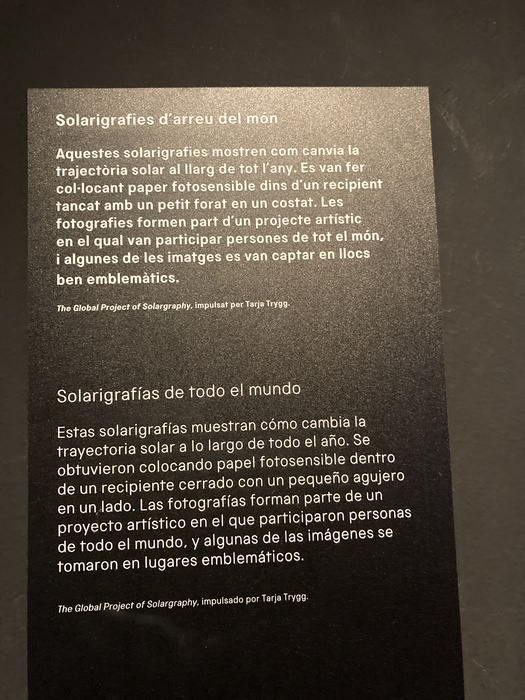 Solarigrafies d'arreu del món
Aquestes solarigrafies mostren com canvia la
trajectòria solar al llarg de tot l'any. Es van fer
col·locant paper fotosensible dins d'un recipient
tancat amb un petit forat en un costat. Les
fotografies formen part d'un projecte artístic
en el qual van participar persones de tot el món,
i algunes de les imatges es van captar en llocs
ben emblemàtics.
The Global Project of Solargraphy, impulsat per Tarja Trygg.
Solarigrafías de todo el mundo
Estas solarigrafías muestran cómo cambia la
trayectoria solar a lo largo de todo el año. Se
obtuvieron colocando papel fotosensible dentro
de un recipiente cerrado con un pequeño agujero
en un lado. Las fotografías forman parte de un
proyecto artístico en el que participaron personas
de todo el mundo, y algunas de las imágenes se
tomaron en lugares emblemáticos.
The Global Project of Solargraphy, impulsado por Tarja Trygg.